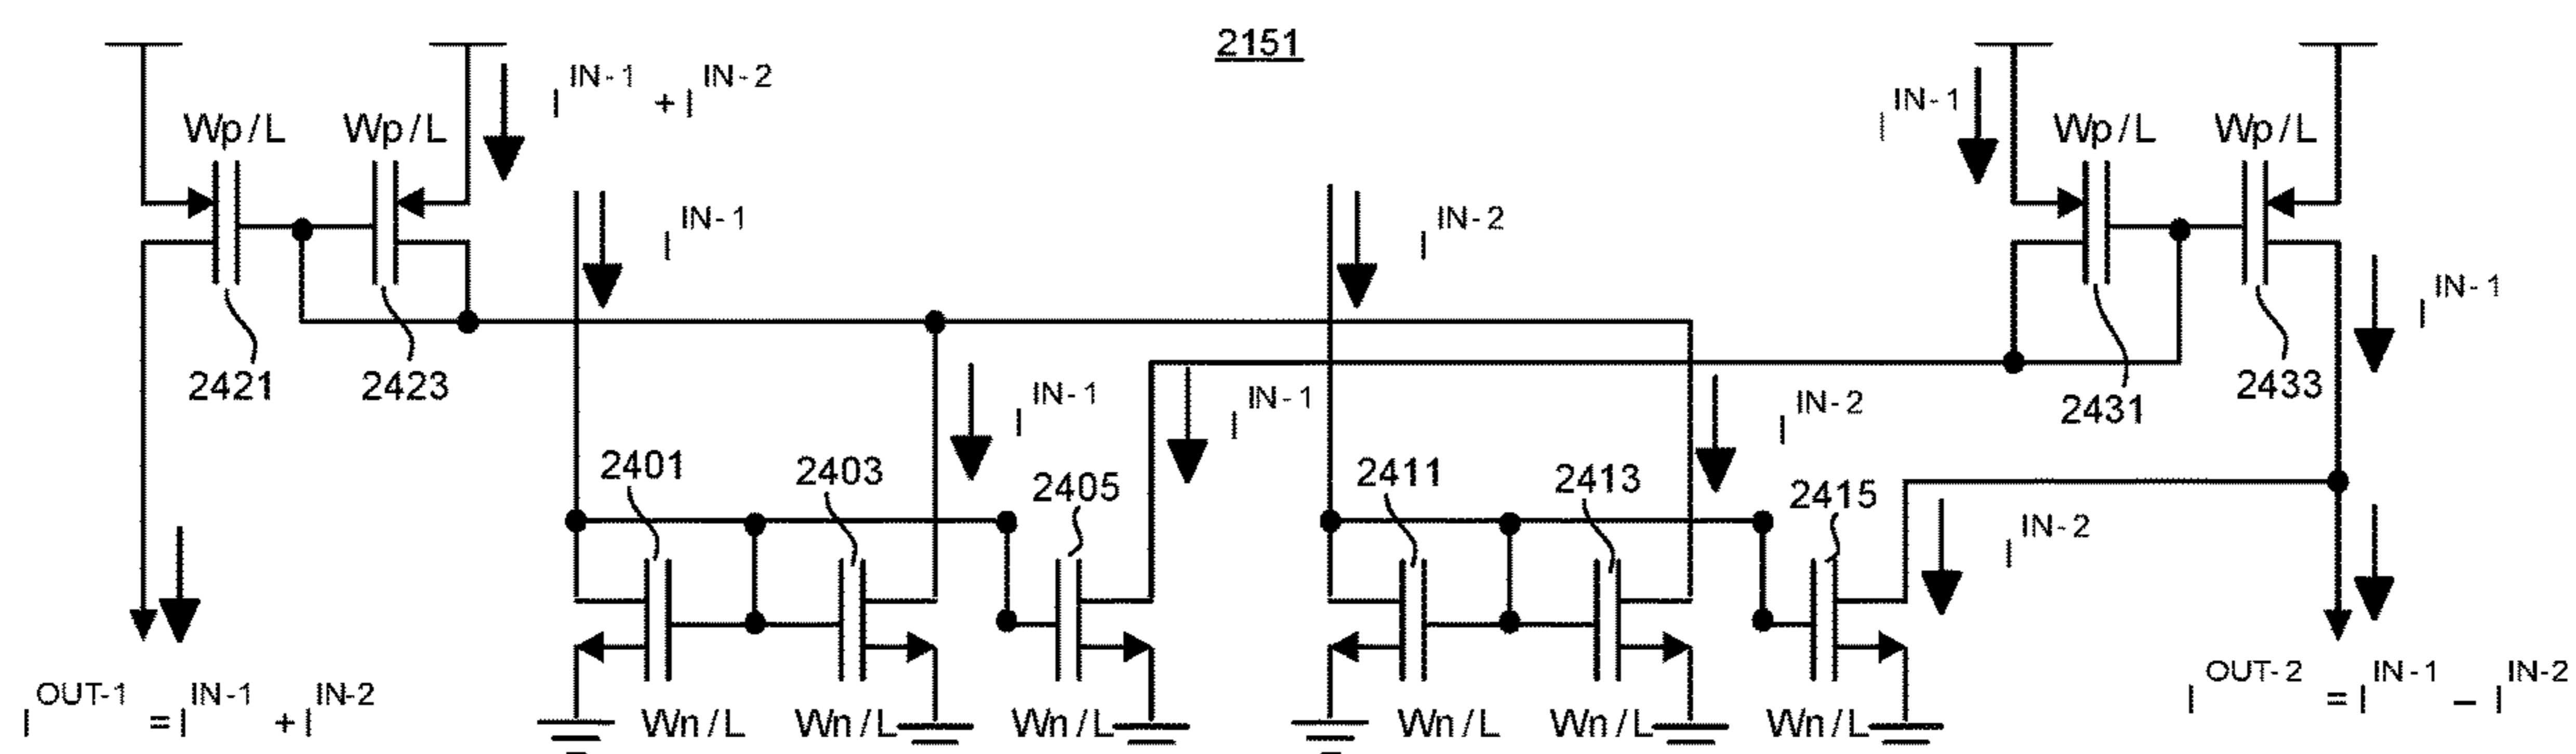 2151
I^IN-1 + I^IN-2
I^IN-1
Wp/L Wp/L
Wp/L Wp/L
I^IN-1
I^IN-2
I^IN-1
2421 2423
2431 2433
I^IN-1
I^IN-1
I^IN-2
2401 2403 2405
2411 2413 2415
I^IN-2
I^OUT-1 = I^IN-1 + I^IN-2
Wn/L Wn/L Wn/L
Wn/L Wn/L Wn/L
I^OUT-2 = I^IN-1 − I^IN-2